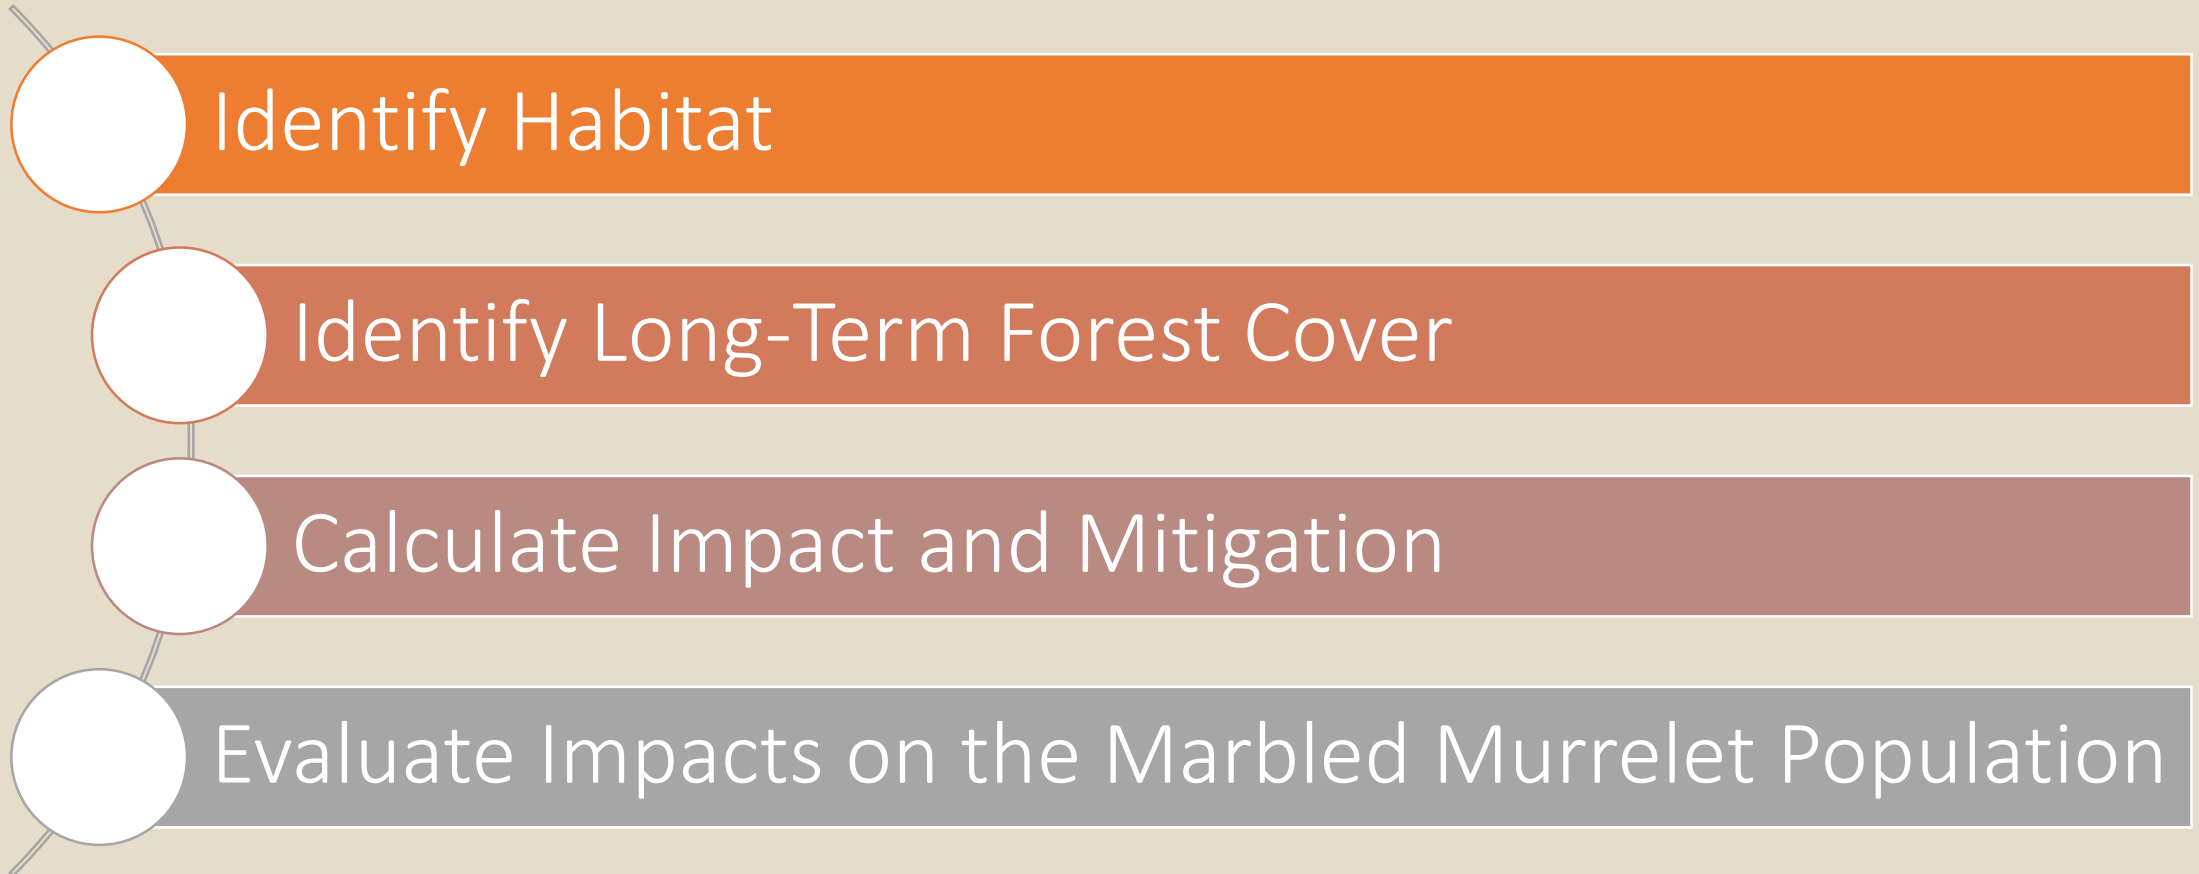 Identify Habitat
Identify Long-Term Forest Cover
Calculate Impact and Mitigation
Evaluate Impacts on the Marbled Murrelet Population